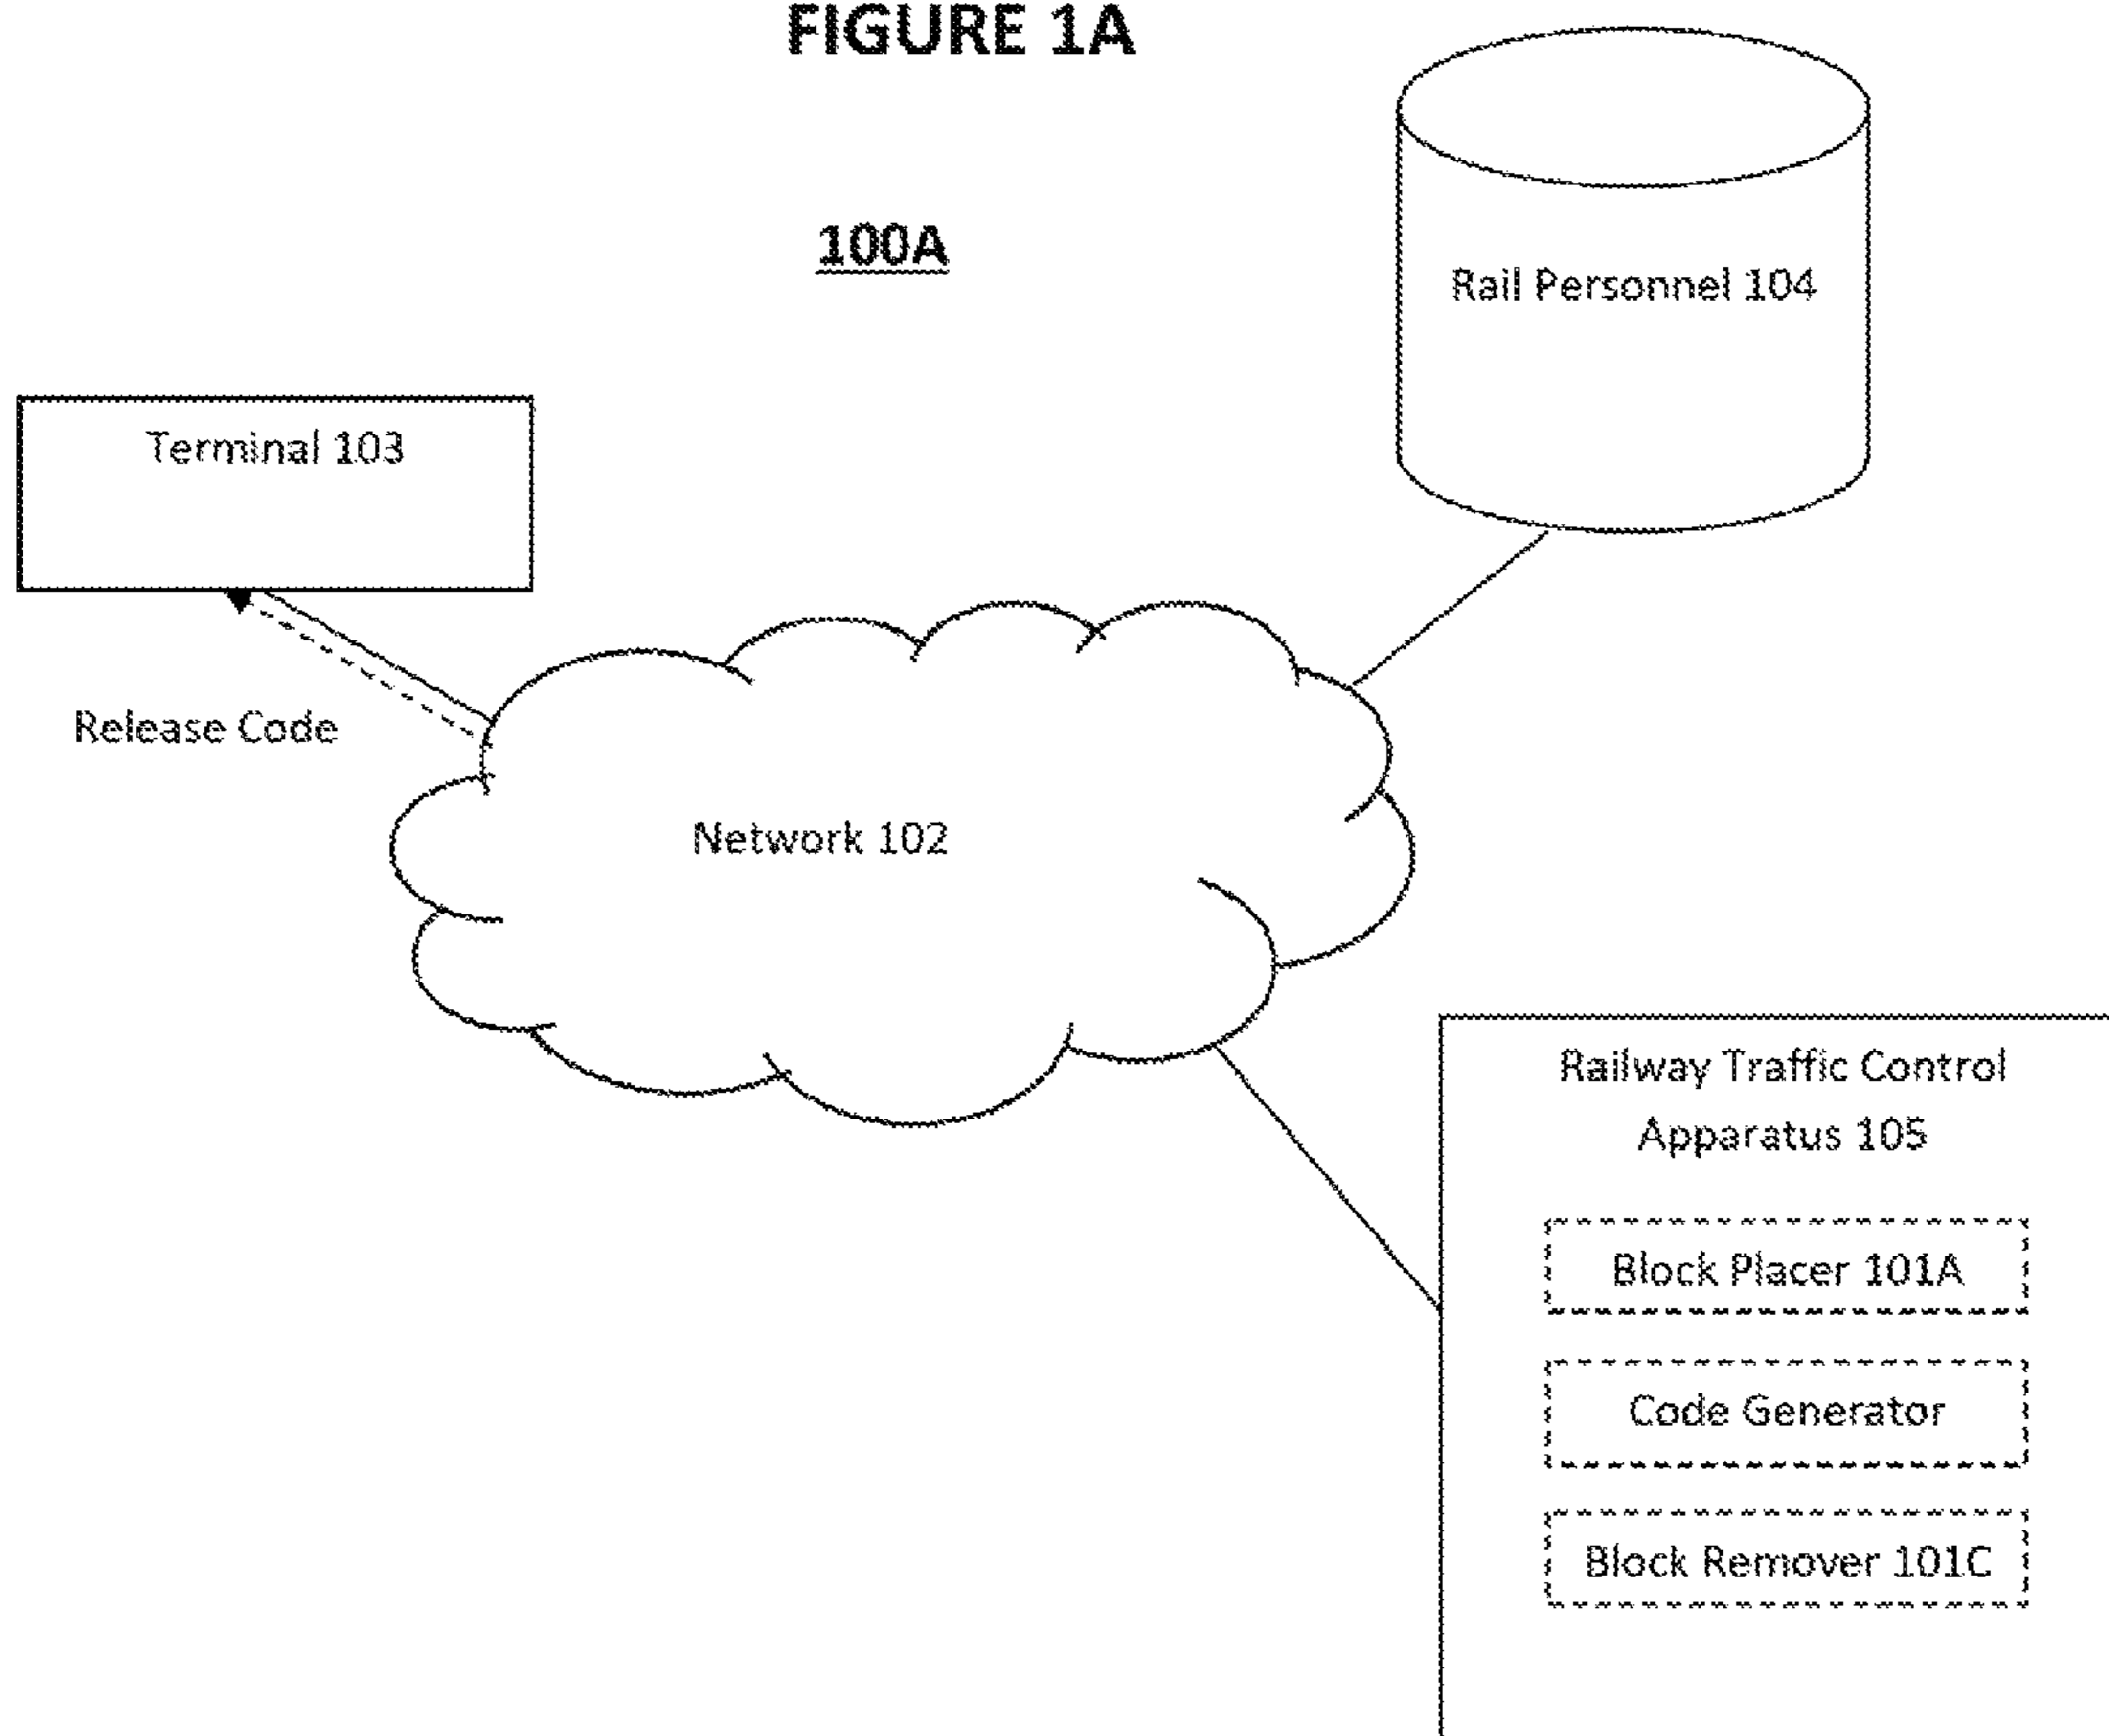 FIGURE 1A
100A
Rail Personnel 104
Terminal 103
Release Code
Network 102
Railway Traffic Control
Apparatus 105
Block Placer 101A
Code Generator
Block Remover 101C